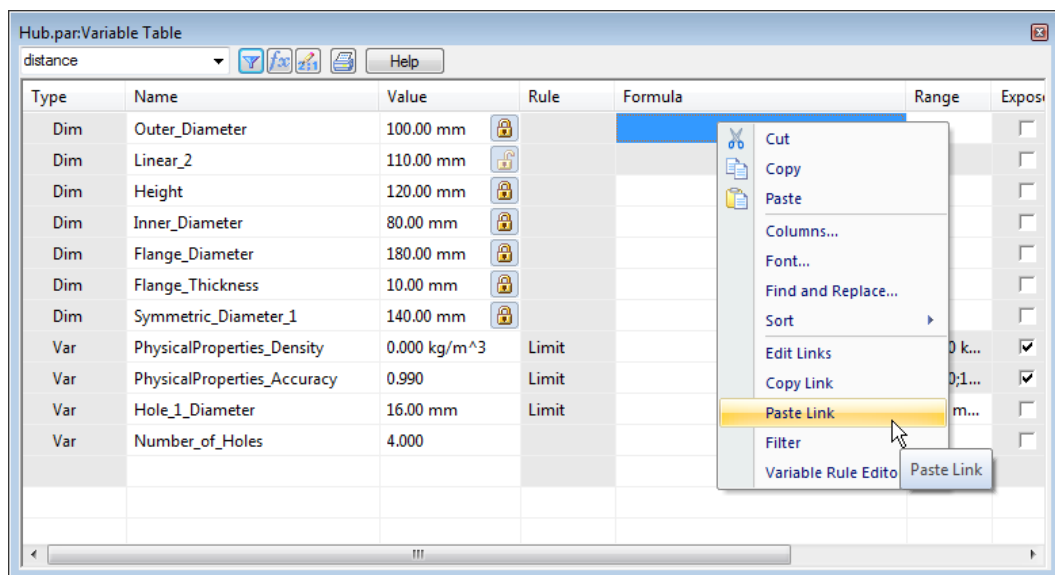 Hub.par:Variable Table
distance Help
Type Name Value Rule Formula Range Expos
Dim Outer_Diameter 100.00 mm
Dim Linear_2 110.00 mm
Dim Height 120.00 mm
Dim Inner_Diameter 80.00 mm
Dim Flange_Diameter 180.00 mm
Dim Flange_Thickness 10.00 mm
Dim Symmetric_Diameter_1 140.00 mm
Var PhysicalProperties_Density 0.000 kg/m^3 Limit 0 k...
Var PhysicalProperties_Accuracy 0.990 Limit 0;1...
Var Hole_1_Diameter 16.00 mm Limit m...
Var Number_of_Holes 4.000
Cut
Copy
Paste
Columns...
Font...
Find and Replace...
Sort
Edit Links
Copy Link
Paste Link
Filter
Variable Rule Edito
Paste Link